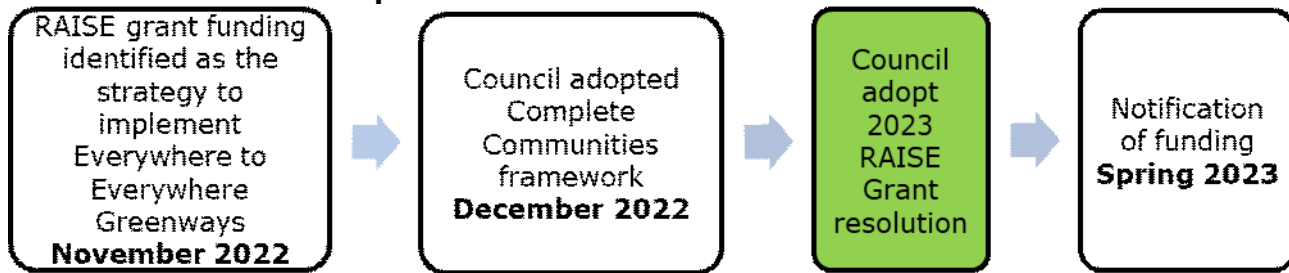 RAISE grant funding
identified as the
strategy to
implement
Everywhere to
Everywhere
Greenways
November 2022
Council adopted
Complete
Communities
framework
December 2022
Council
adopt
2023
RAISE
Grant
resolution
Notification
of funding
Spring 2023